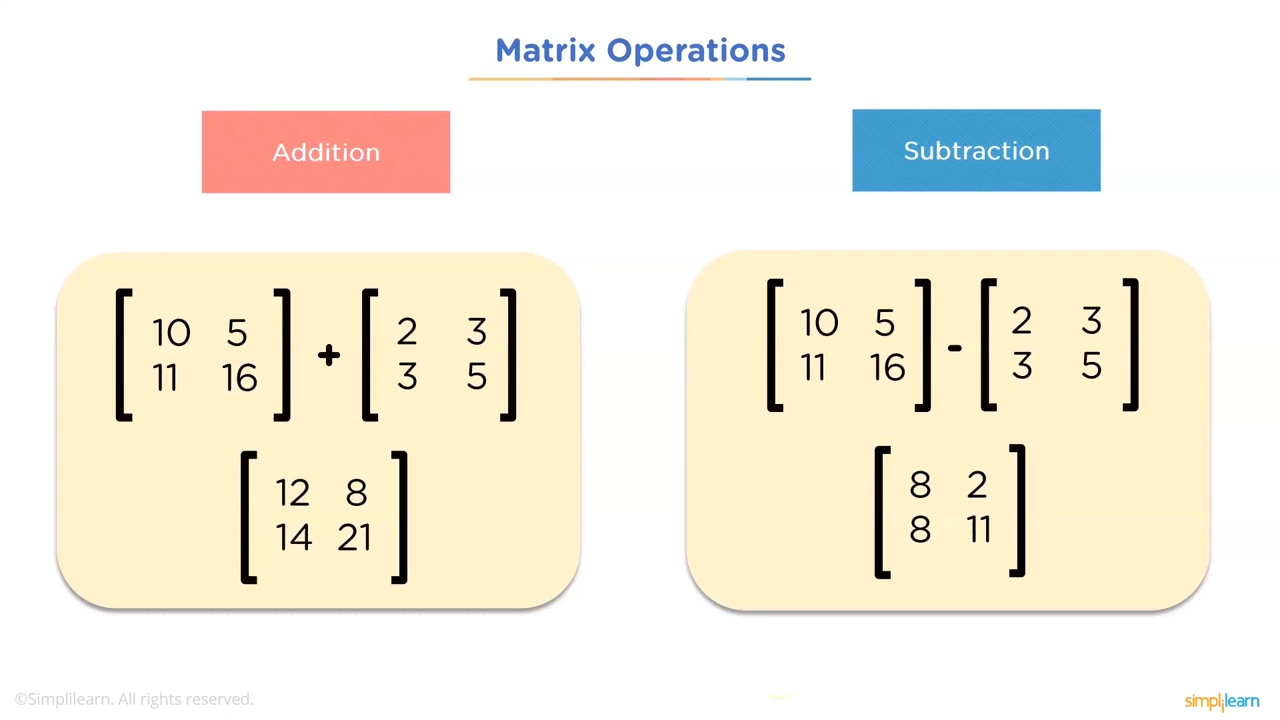 Matrix Operations
Addition
Subtraction
10 5
11 16
+
2 3
3 5
12 8
14 21
10 5
11 16
-
2 3
3 5
8 2
8 11
©Simplilearn. All rights reserved.
simplilearn